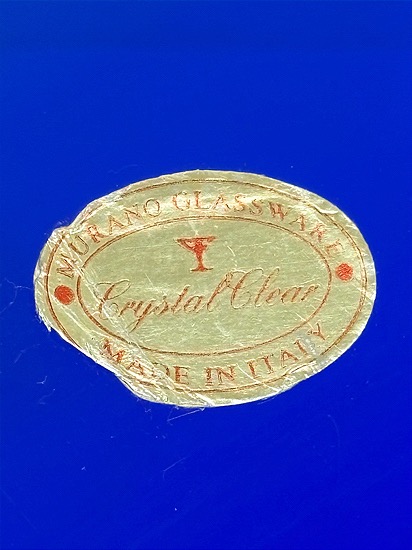 MURANO GLASSWARE
Crystal Clear
MADE IN ITALY